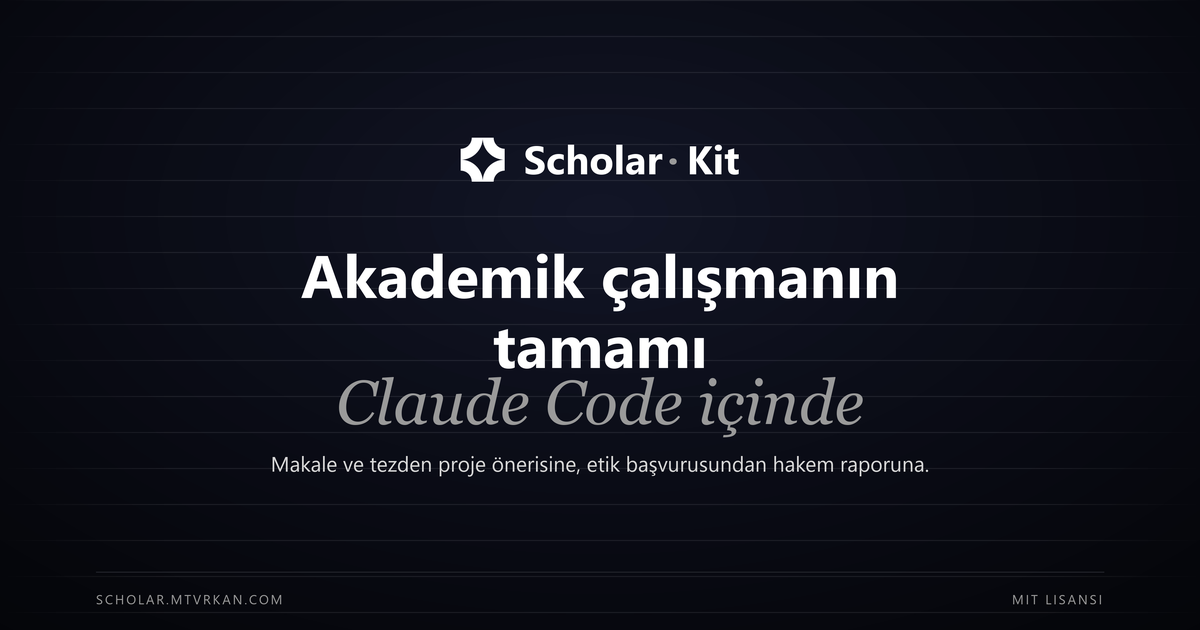 Scholar · Kit
Akademik çalışmanın
tamamı
Claude Code içinde
Makale ve tezden proje önerisine, etik başvurusundan hakem raporuna.
SCHOLAR.MTVRKAN.COM
MIT LISANSI